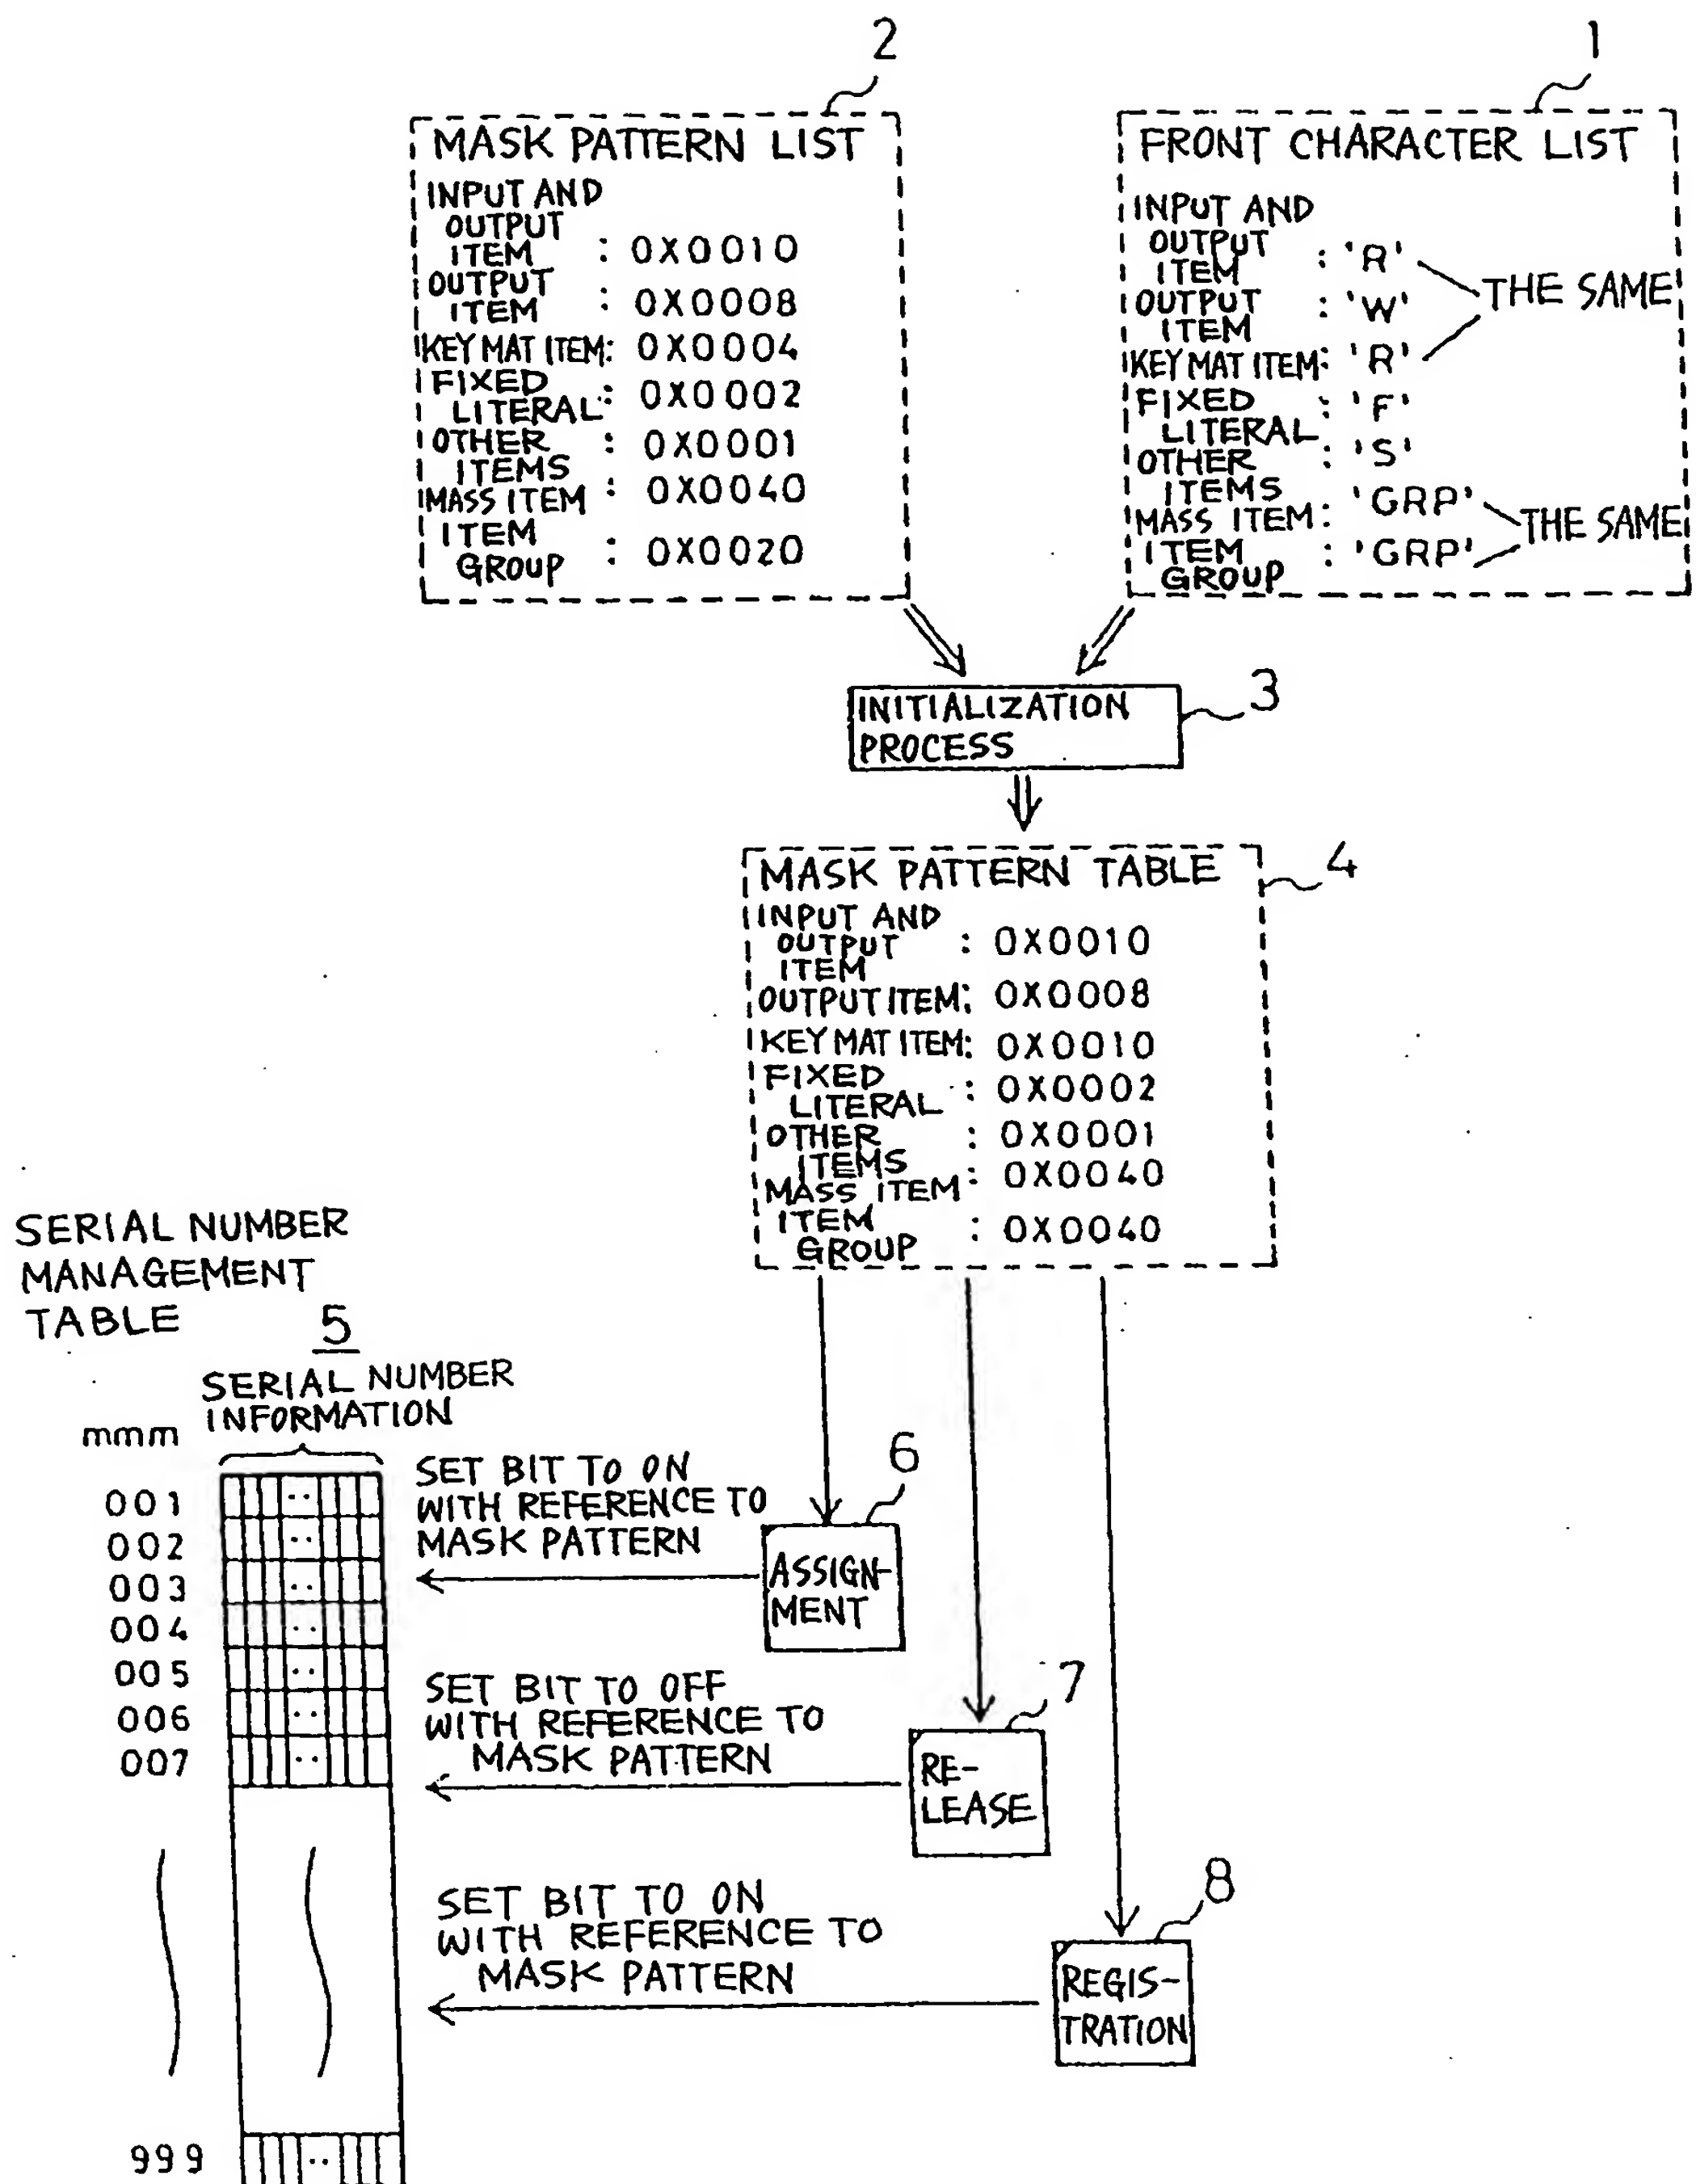 2
MASK PATTERN LIST
INPUT AND
OUTPUT
ITEM : 0X0010
OUTPUT
ITEM : 0X0008
KEY MAT ITEM: 0X0004
FIXED
LITERAL: 0X0002
OTHER : 0X0001
ITEMS
MASS ITEM : 0X0040
ITEM
GROUP : 0X0020
1
FRONT CHARACTER LIST
INPUT AND
OUTPUT
ITEM : 'R'
THE SAME
OUTPUT : 'W'
ITEM
KEY MAT ITEM: 'R'
FIXED : 'F'
LITERAL
OTHER : 'S'
ITEMS
MASS ITEM: 'GRP'
THE SAME
ITEM : 'GRP'
GROUP
INITIALIZATION
PROCESS
3
MASK PATTERN TABLE
4
INPUT AND
OUTPUT : 0X0010
ITEM
OUTPUT ITEM: 0X0008
KEY MAT ITEM: 0X0010
FIXED
LITERAL : 0X0002
OTHER : 0X0001
ITEMS
MASS ITEM : 0X0040
ITEM
GROUP : 0X0040
SERIAL NUMBER
MANAGEMENT
TABLE
5
SERIAL NUMBER
INFORMATION
mmm
001
002
003
004
005
006
007
999
SET BIT TO ON
WITH REFERENCE TO
MASK PATTERN
6
ASSIGN-
MENT
SET BIT TO OFF
WITH REFERENCE TO
MASK PATTERN
7
RE-
LEASE
SET BIT TO ON
WITH REFERENCE TO
MASK PATTERN
8
REGIS-
TRATION